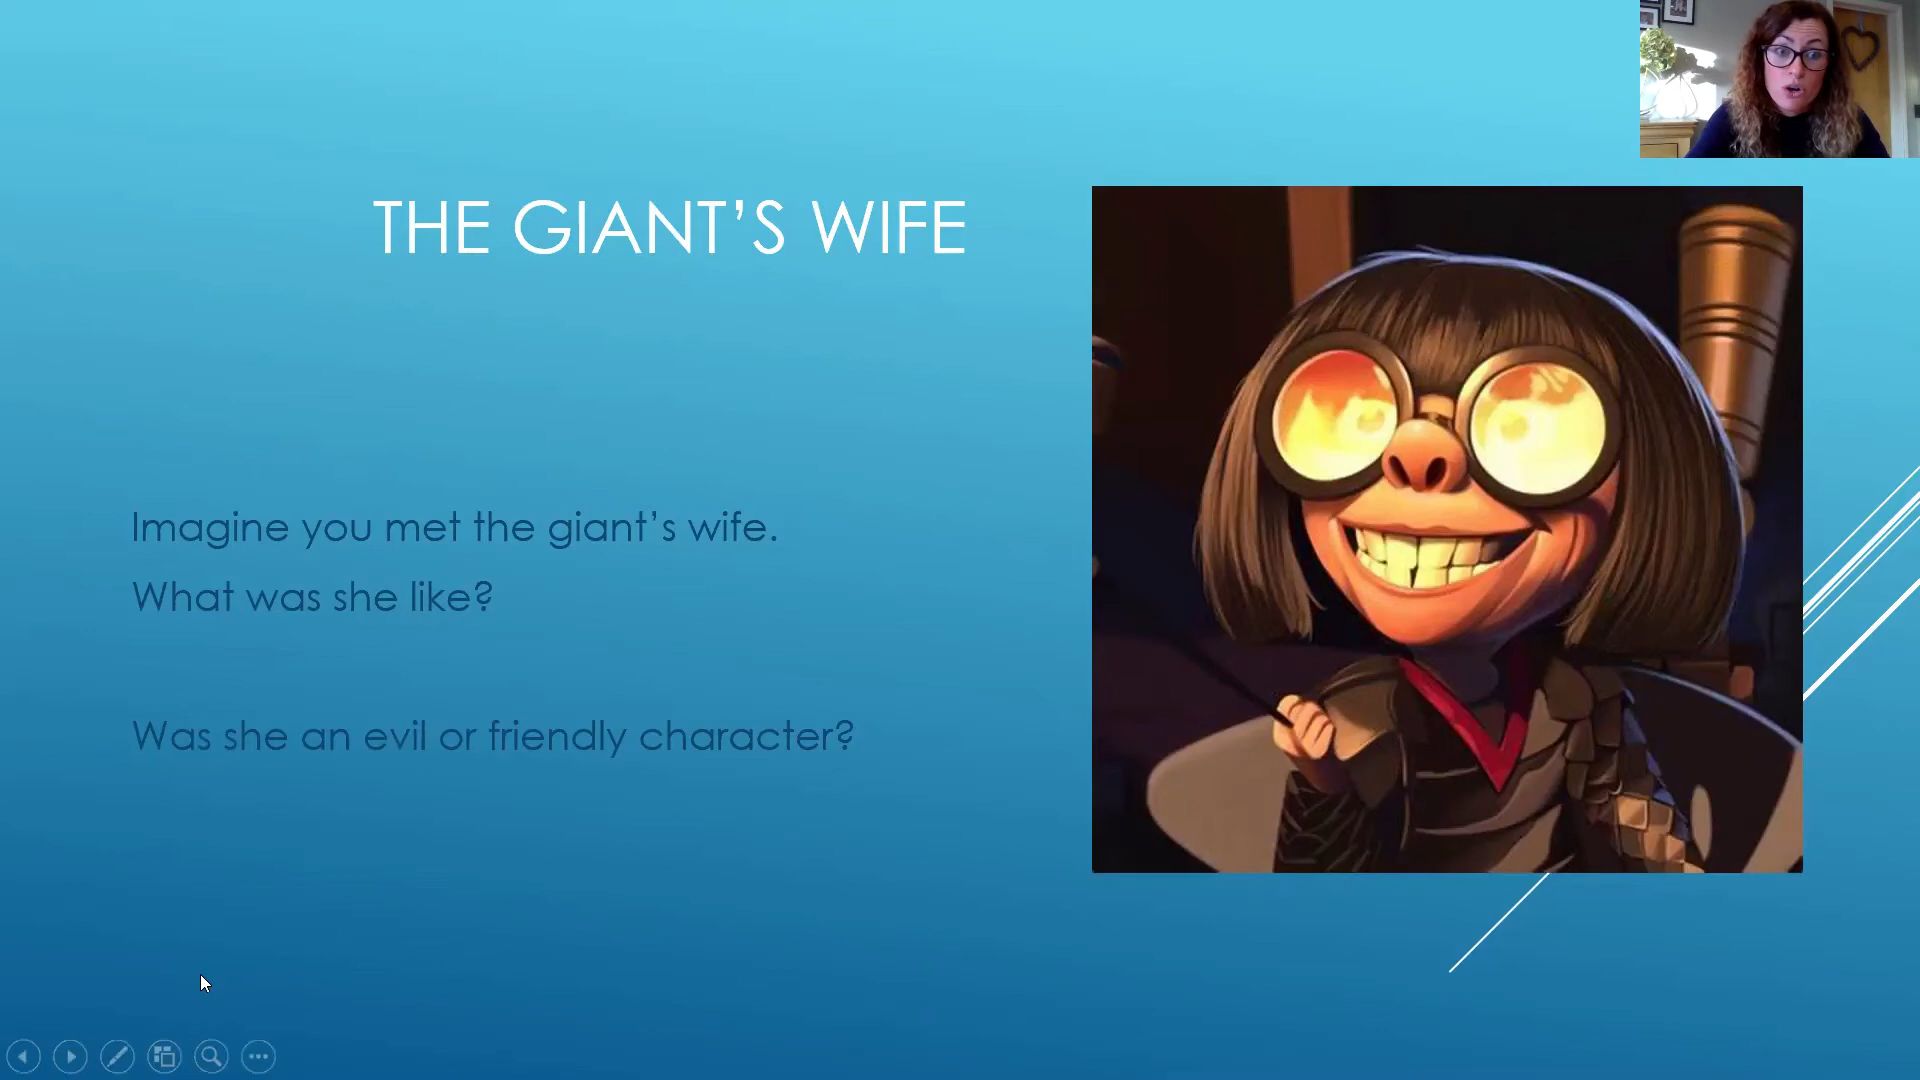 THE GIANT’S WIFE
Imagine you met the giant’s wife.
What was she like?
Was she an evil or friendly character?